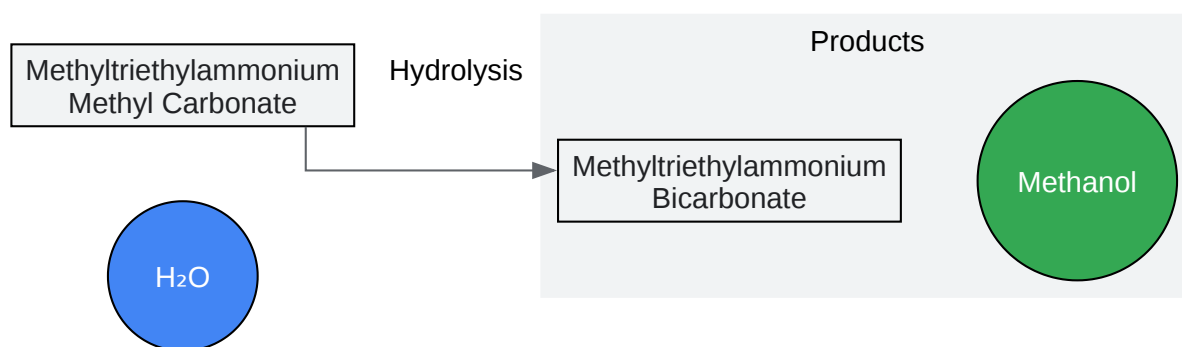 Methyltriethylammonium
Methyl Carbonate
Hydrolysis
H₂O
Products
Methyltriethylammonium
Bicarbonate
Methanol